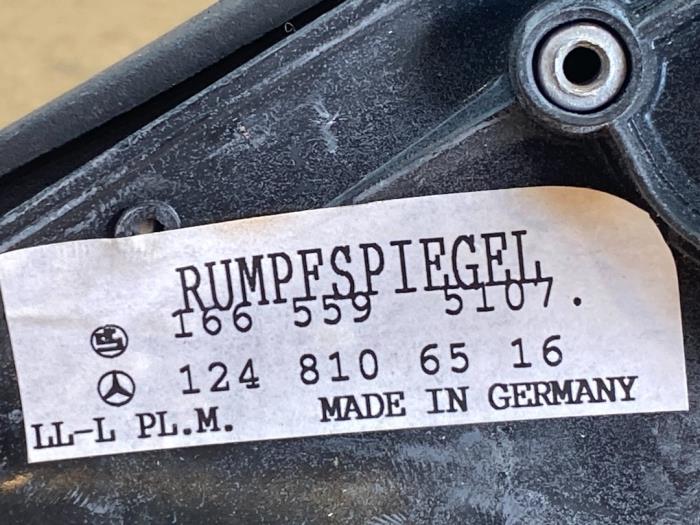 RUMPFSPIEGEL
166 559 5107.
124 810 65 16
LL-L PL.M. MADE IN GERMANY